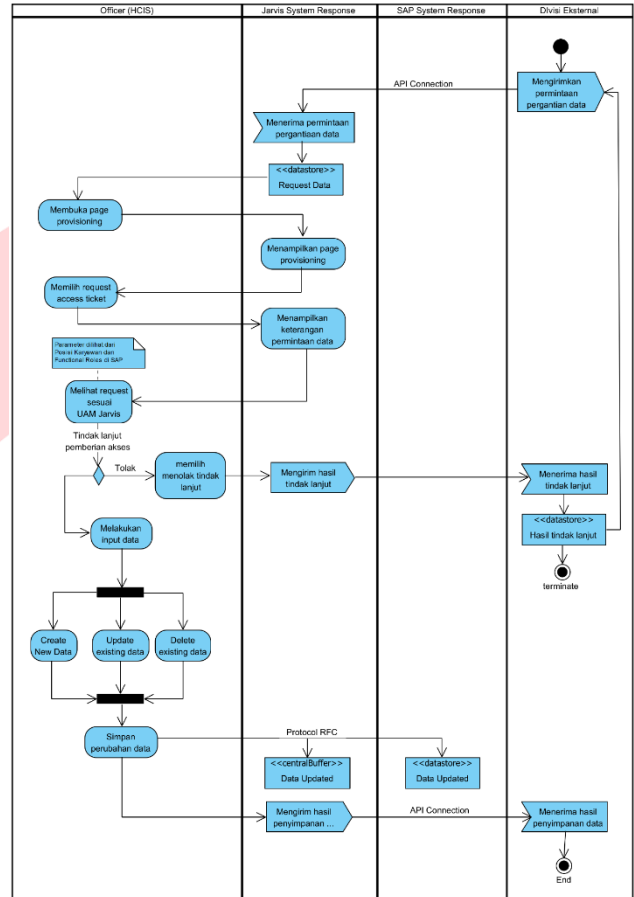 Officer (HCIS)
Jarvis System Response
SAP System Response
DIvisi Eksternal
Mengirimkan
permintaan
pergantian data
API Connection
Menerima permintaan
pergantiaan data
<<datastore>>
Request Data
Membuka page
provisioning
Menampilkan page
provisioning
Memilih request
access ticket
Menampilkan
keterangan
permintaan data
Parameter dilihat dari
Posisi Karyawan dan
Functional Roles di SAP
Melihat request
sesuai
UAM Jarvis
Tindak lanjut
pemberian akses
Tolak
memilih
menolak tindak
lanjut
Mengirim hasil
tindak lanjut
Menerima hasil
tindak lanjut
<<datastore>>
Hasil tindak lanjut
terminate
Melakukan
input data
Create
New Data
Update
existing data
Delete
existing data
Simpan
perubahan data
Protocol RFC
<<centralBuffer>>
Data Updated
<<datastore>>
Data Updated
Mengirim hasil
penyimpanan ...
API Connection
Menerima hasil
penyimpanan data
End